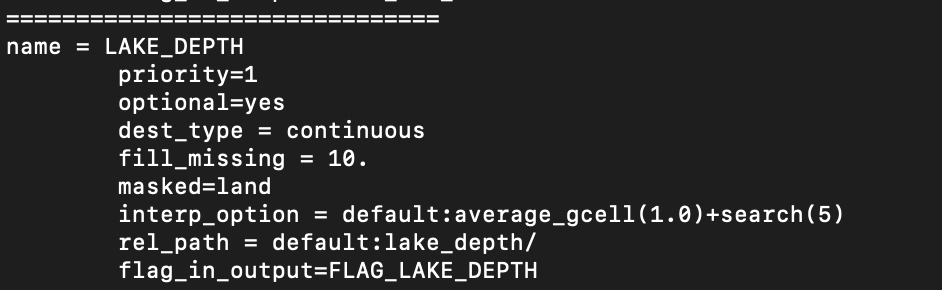 ===============================
name = LAKE_DEPTH
        priority=1
        optional=yes
        dest_type = continuous
        fill_missing = 10.
        masked=land
        interp_option = default:average_gcell(1.0)+search(5)
        rel_path = default:lake_depth/
        flag_in_output=FLAG_LAKE_DEPTH